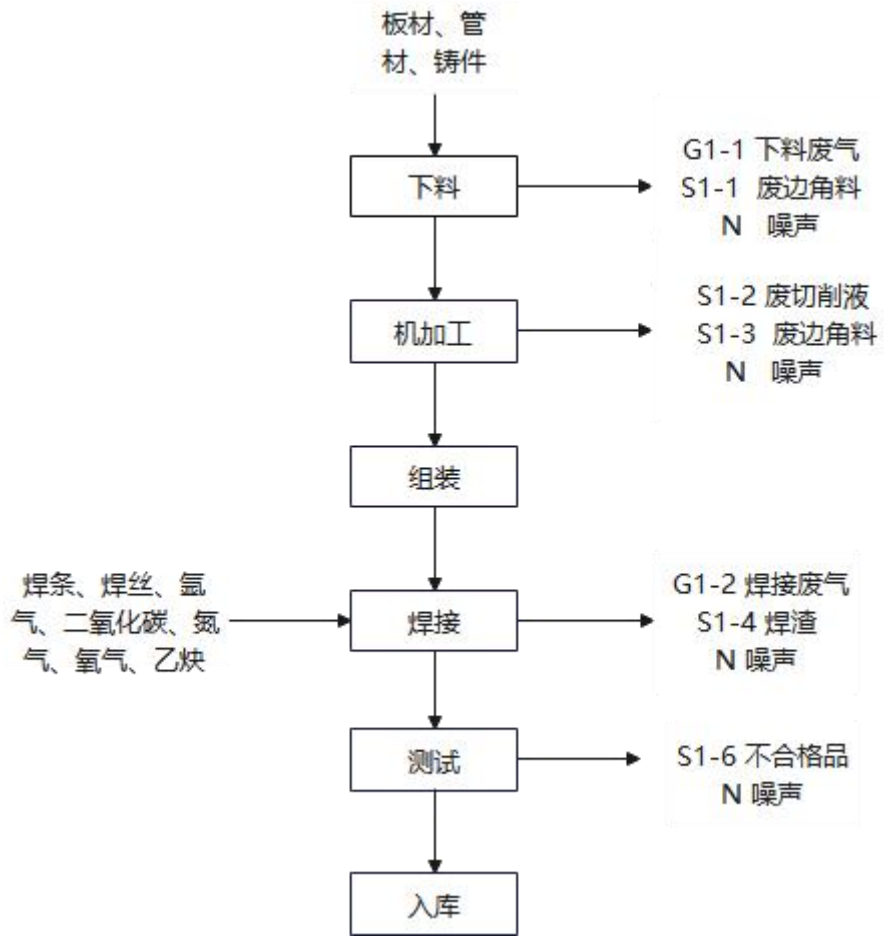 板材、管
材、铸件
下料
G1-1 下料废气
S1-1 废边角料
N 噪声
机加工
S1-2 废切削液
S1-3 废边角料
N 噪声
组装
焊条、焊丝、氩
气、二氧化碳、氮
气、氧气、乙炔
焊接
G1-2 焊接废气
S1-4 焊渣
N 噪声
测试
S1-6 不合格品
N 噪声
入库